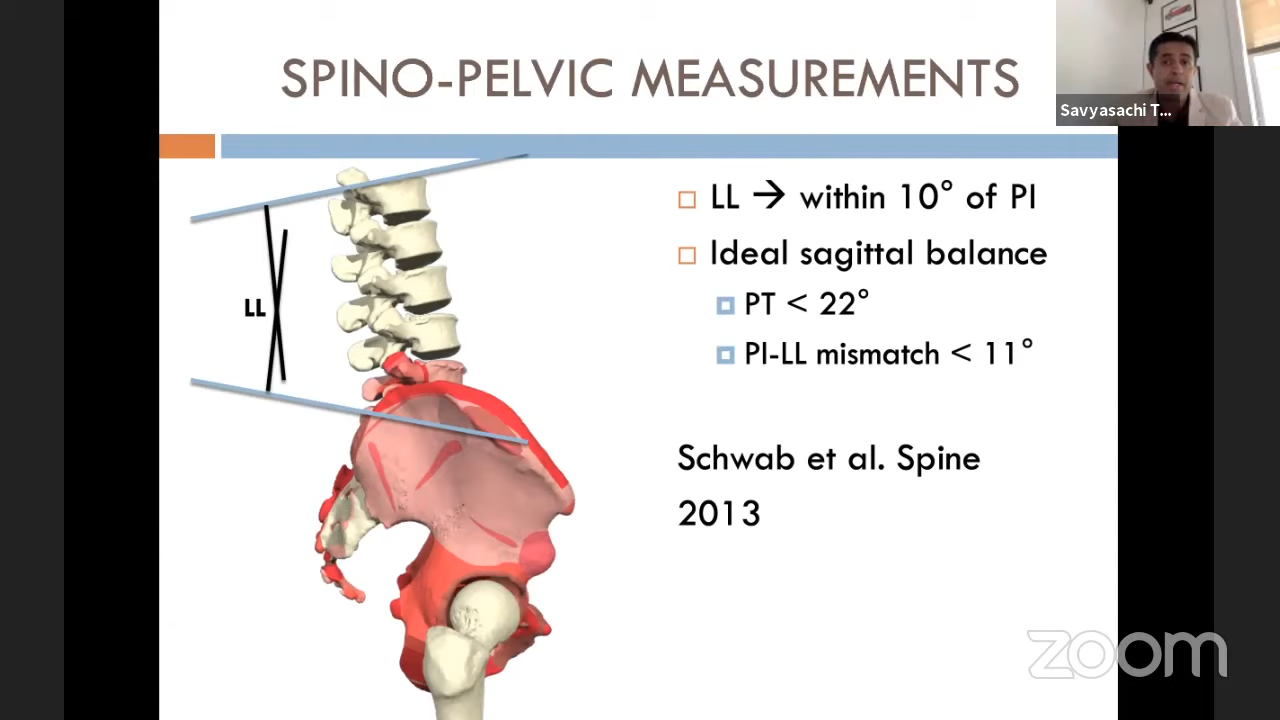 SPINO-PELVIC MEASUREMENTS
Savyasachi T...
LL → within 10° of PI
Ideal sagittal balance
PT < 22°
PI-LL mismatch < 11°
LL
Schwab et al. Spine
2013
zoom